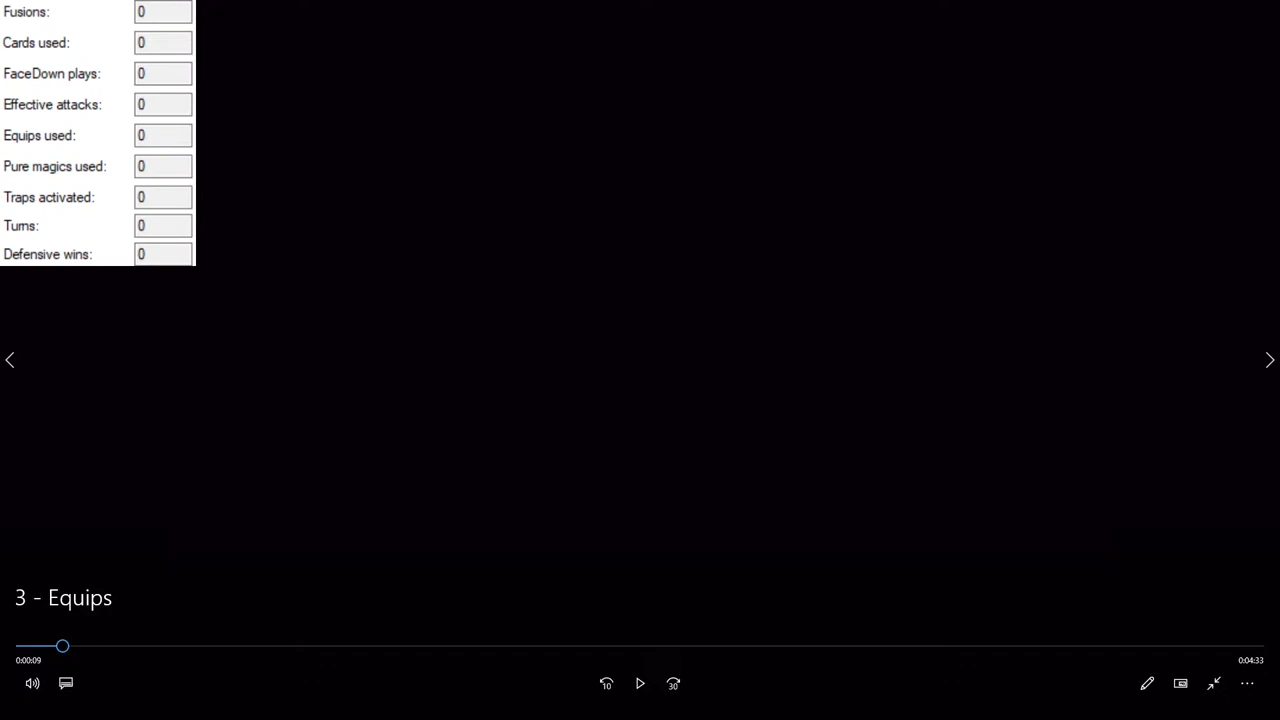 Fusions: 0
Cards used: 0
FaceDown plays: 0
Effective attacks: 0
Equips used: 0
Pure magics used: 0
Traps activated: 0
Turns: 0
Defensive wins: 0
3 - Equips
0:00:09 0:04:33
10 30